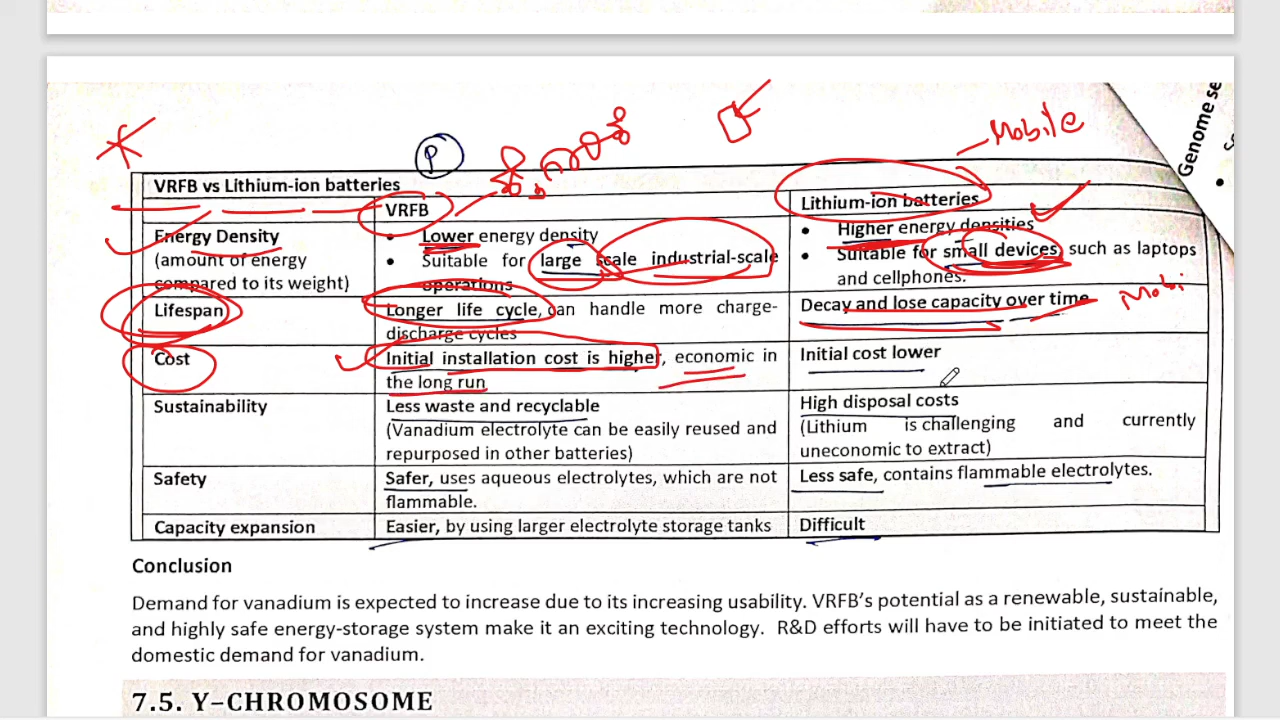 Genome se
Mobile
P
VRFB vs Lithium-ion batteries
VRFB
Lithium-ion batteries
Energy Density
(amount of energy
compared to its weight)
• Lower energy density
• Suitable for large scale industrial-scale
operations
• Higher energy densities
• Suitable for small devices such as laptops
and cellphones.
Lifespan
Longer life cycle, can handle more charge-
discharge cycles
Decay and lose capacity over time
Mobi
Cost
Initial installation cost is higher, economic in
the long run
Initial cost lower
Sustainability
Less waste and recyclable
(Vanadium electrolyte can be easily reused and
repurposed in other batteries)
High disposal costs
(Lithium is challenging and currently
uneconomic to extract)
Safety
Safer, uses aqueous electrolytes, which are not
flammable.
Less safe, contains flammable electrolytes.
Capacity expansion
Easier, by using larger electrolyte storage tanks
Difficult
Conclusion
Demand for vanadium is expected to increase due to its increasing usability. VRFB's potential as a renewable, sustainable,
and highly safe energy-storage system make it an exciting technology. R&D efforts will have to be initiated to meet the
domestic demand for vanadium.
7.5. Y–CHROMOSOME